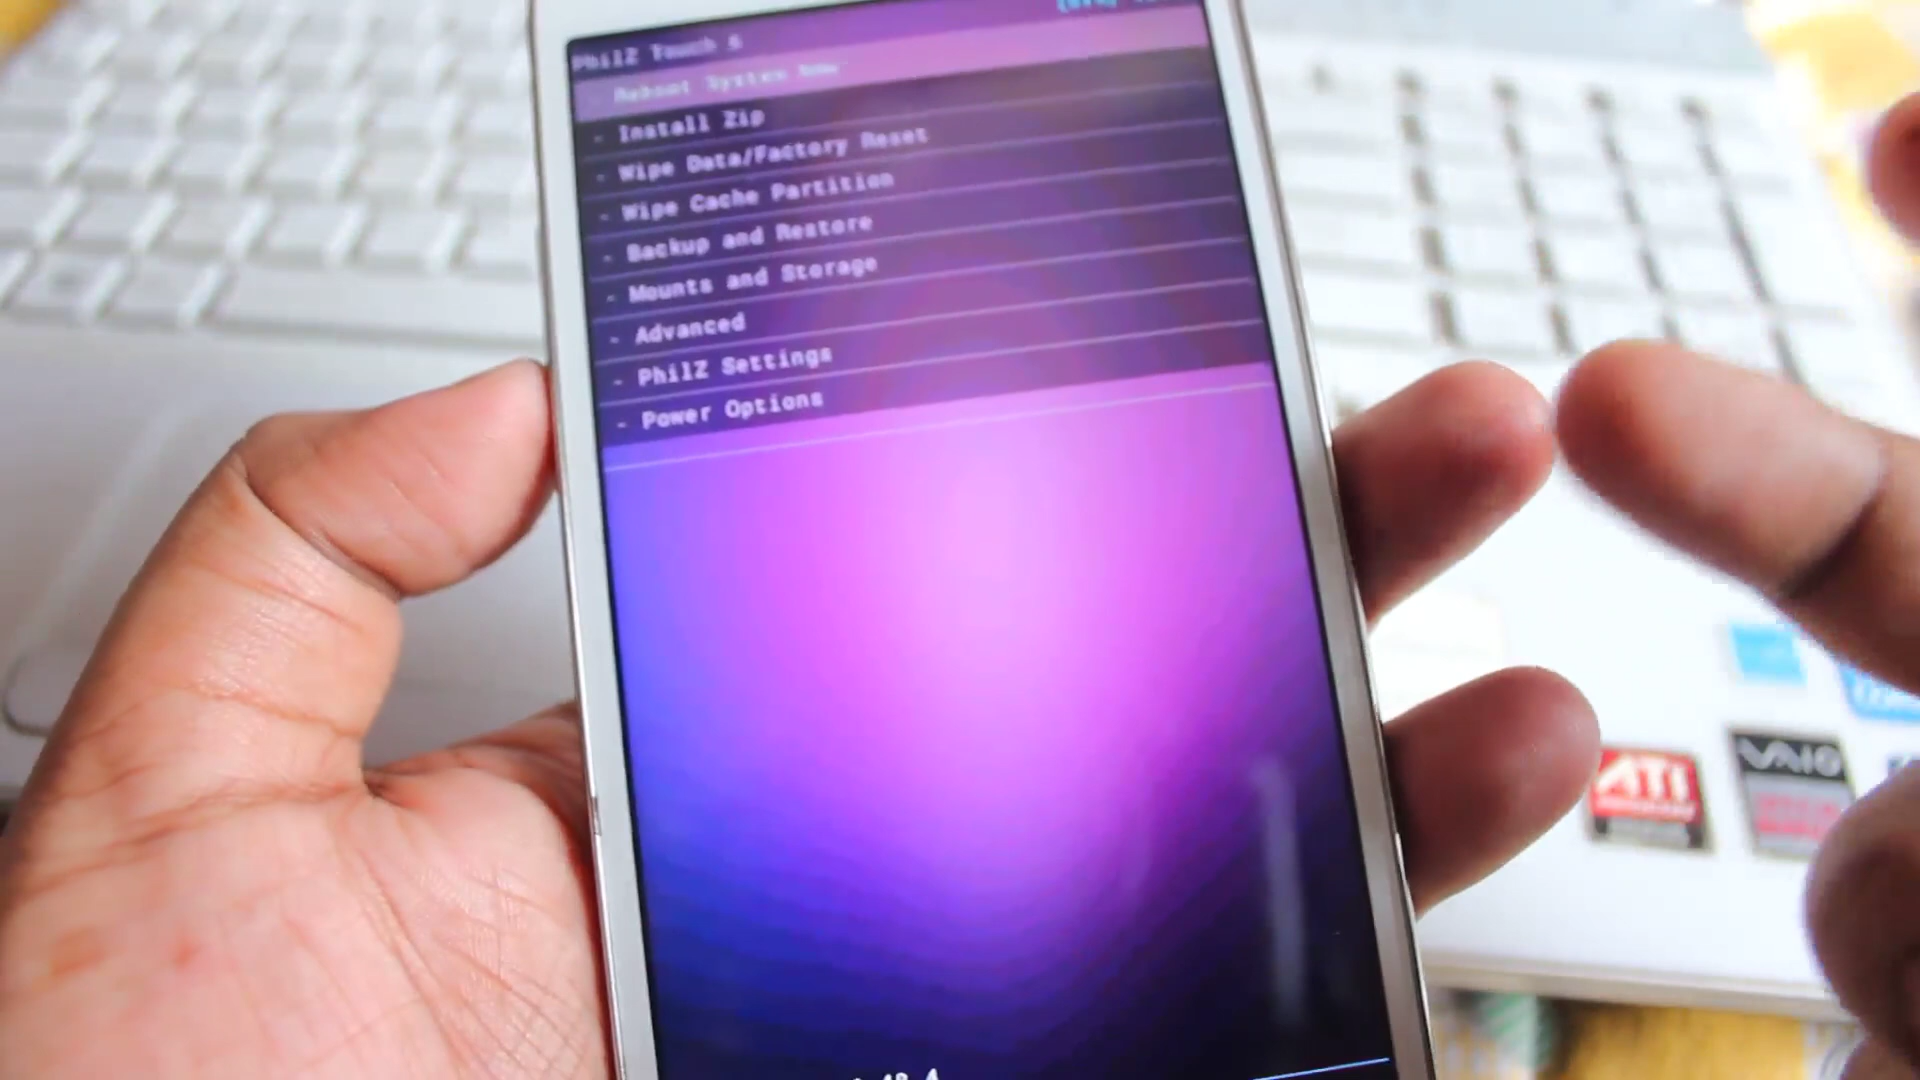 PhilZ Touch 6
Reboot System Now
- Install Zip
- Wipe Data/Factory Reset
- Wipe Cache Partition
- Backup and Restore
- Mounts and Storage
- Advanced
- PhilZ Settings
- Power Options
ATI
VAIO